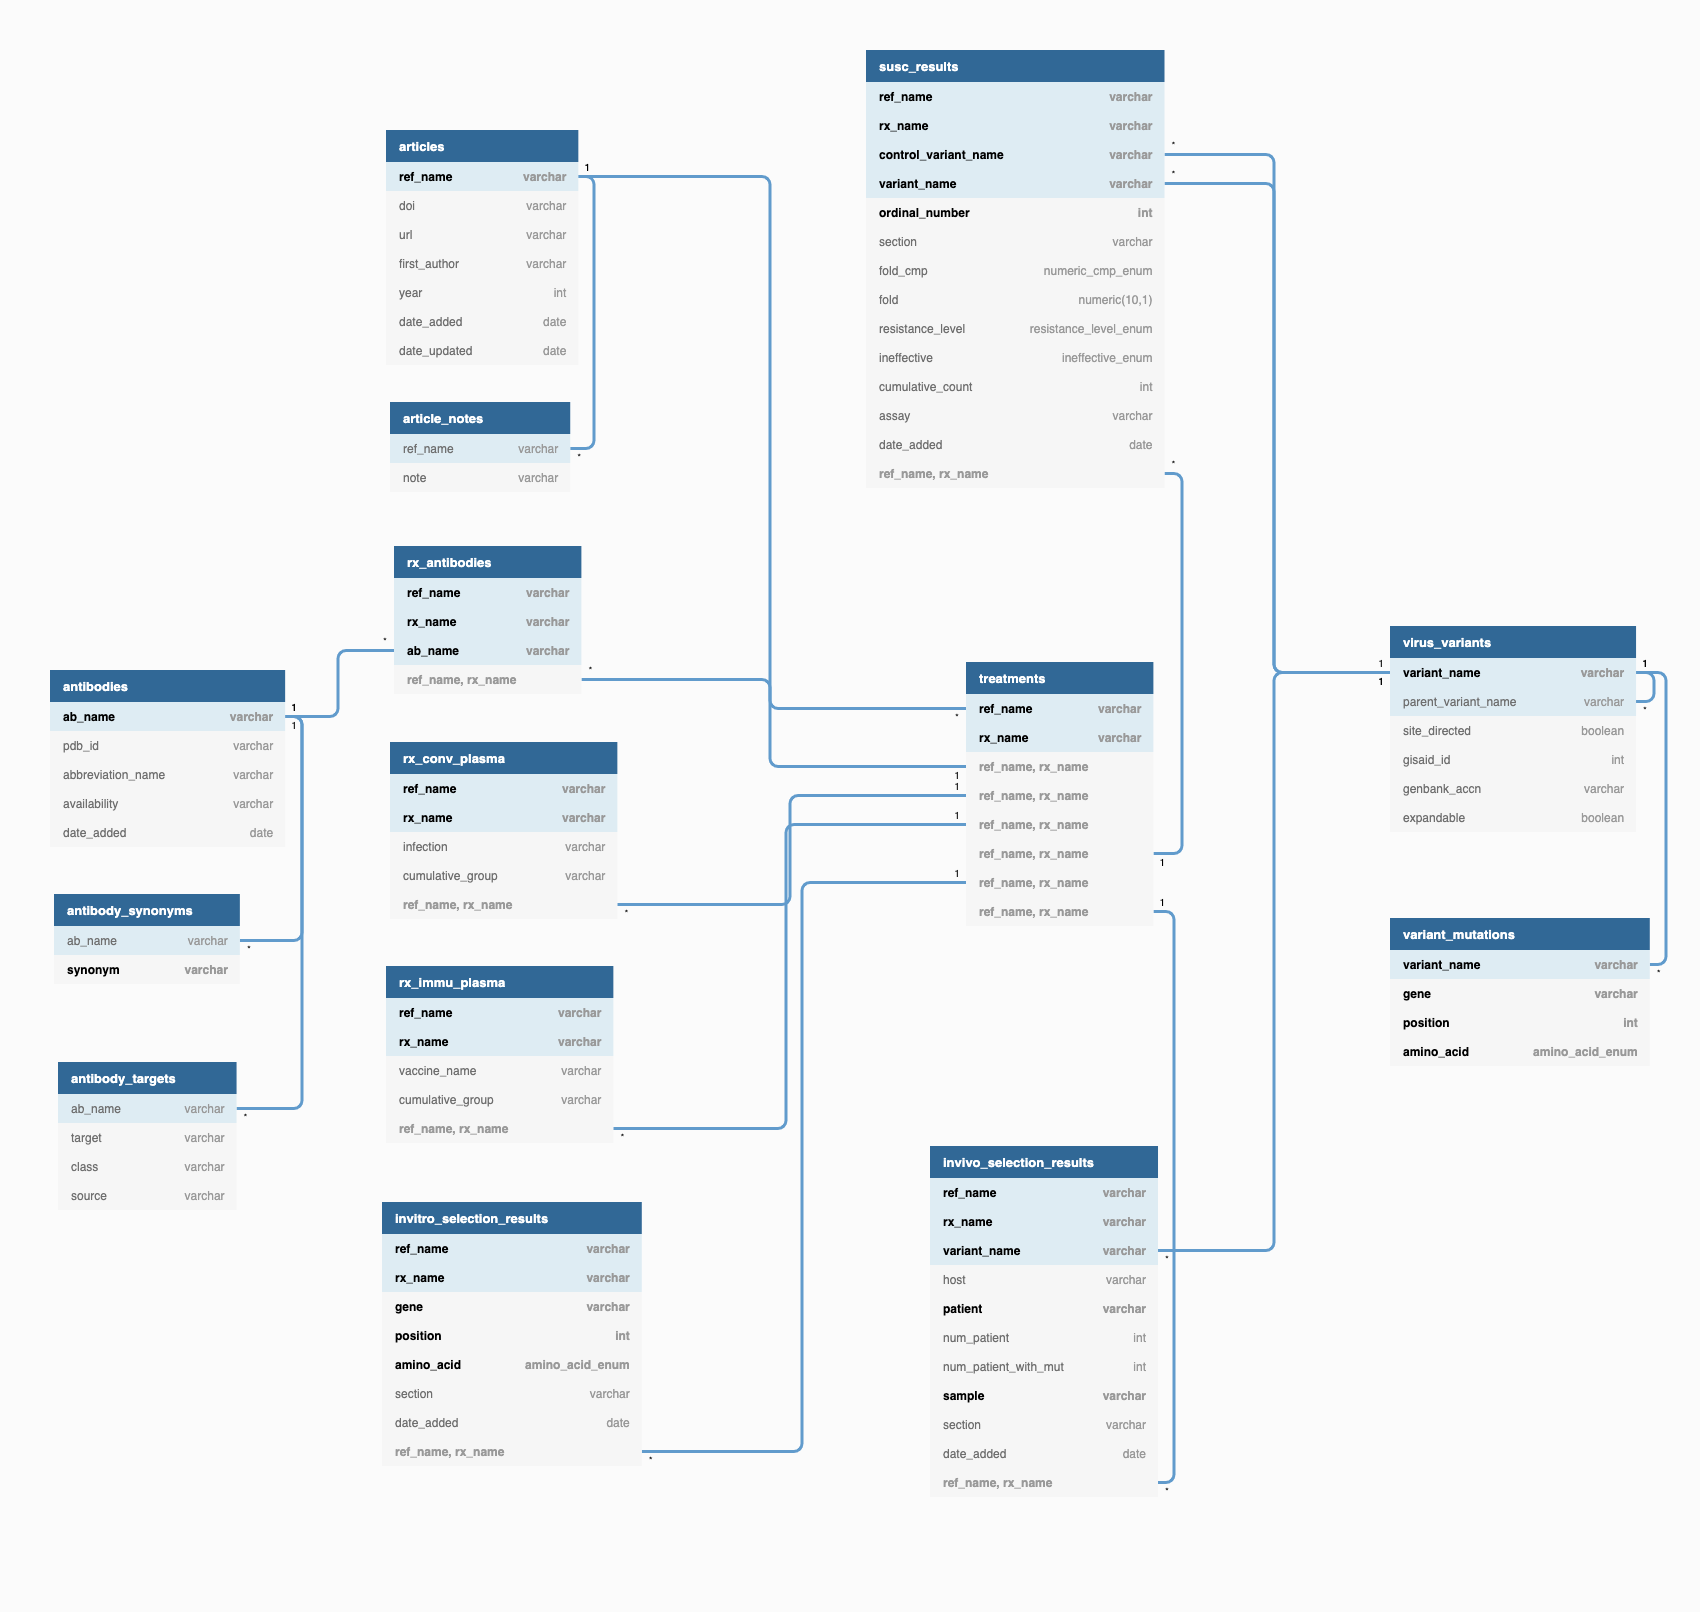 susc_results
ref_name varchar
rx_name varchar
control_variant_name varchar
variant_name varchar
ordinal_number int
section varchar
fold_cmp numeric_cmp_enum
fold numeric(10,1)
resistance_level resistance_level_enum
ineffective ineffective_enum
cumulative_count int
assay varchar
date_added date
ref_name, rx_name
*
*
*
articles
ref_name varchar
doi varchar
url varchar
first_author varchar
year int
date_added date
date_updated date
1
article_notes
ref_name varchar
note varchar
*
rx_antibodies
ref_name varchar
rx_name varchar
ab_name varchar
ref_name, rx_name
*
*
antibodies
ab_name varchar
pdb_id varchar
abbreviation_name varchar
availability varchar
date_added date
1
1
antibody_synonyms
ab_name varchar
synonym varchar
*
antibody_targets
ab_name varchar
target varchar
class varchar
source varchar
*
rx_conv_plasma
ref_name varchar
rx_name varchar
infection varchar
cumulative_group varchar
ref_name, rx_name
*
rx_immu_plasma
ref_name varchar
rx_name varchar
vaccine_name varchar
cumulative_group varchar
ref_name, rx_name
*
invitro_selection_results
ref_name varchar
rx_name varchar
gene varchar
position int
amino_acid amino_acid_enum
section varchar
date_added date
ref_name, rx_name
*
treatments
ref_name varchar
rx_name varchar
ref_name, rx_name
ref_name, rx_name
ref_name, rx_name
ref_name, rx_name
ref_name, rx_name
ref_name, rx_name
*
1
1
1
1
1
1
invivo_selection_results
ref_name varchar
rx_name varchar
variant_name varchar
host varchar
patient varchar
num_patient int
num_patient_with_mut int
sample varchar
section varchar
date_added date
ref_name, rx_name
*
*
virus_variants
variant_name varchar
parent_variant_name varchar
site_directed boolean
gisaid_id int
genbank_accn varchar
expandable boolean
1
1
1
*
variant_mutations
variant_name varchar
gene varchar
position int
amino_acid amino_acid_enum
*